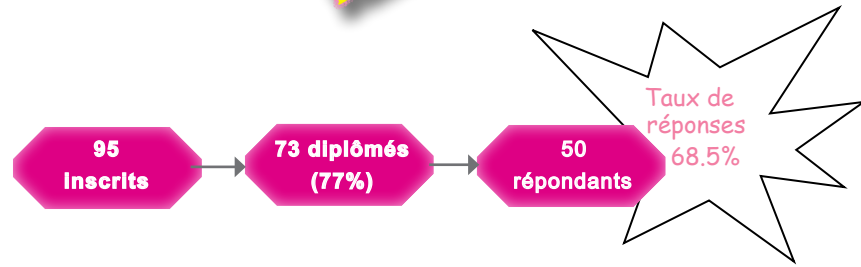 95
inscrits
73 diplômés
(77%)
50
répondants
Taux de
réponses
68.5%